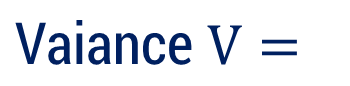 Vaiance V =